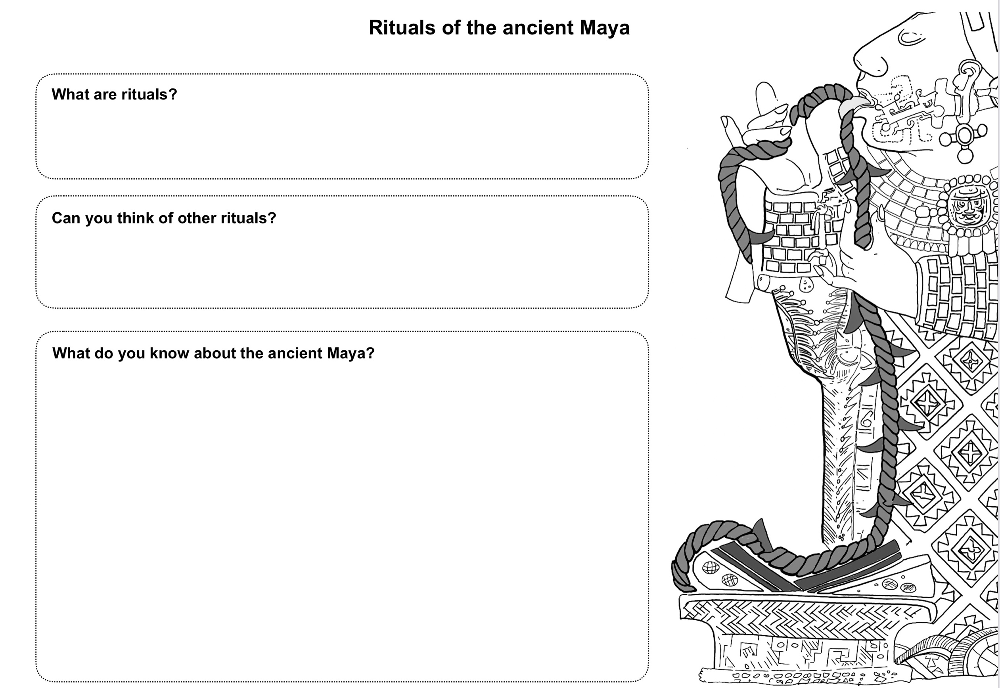 Rituals of the ancient Maya
What are rituals?
Can you think of other rituals?
What do you know about the ancient Maya?